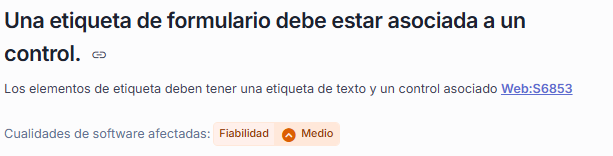 Una etiqueta de formulario debe estar asociada a un
control.
Los elementos de etiqueta deben tener una etiqueta de texto y un control asociado Web:S6853
Cualidades de software afectadas: Fiabilidad Medio